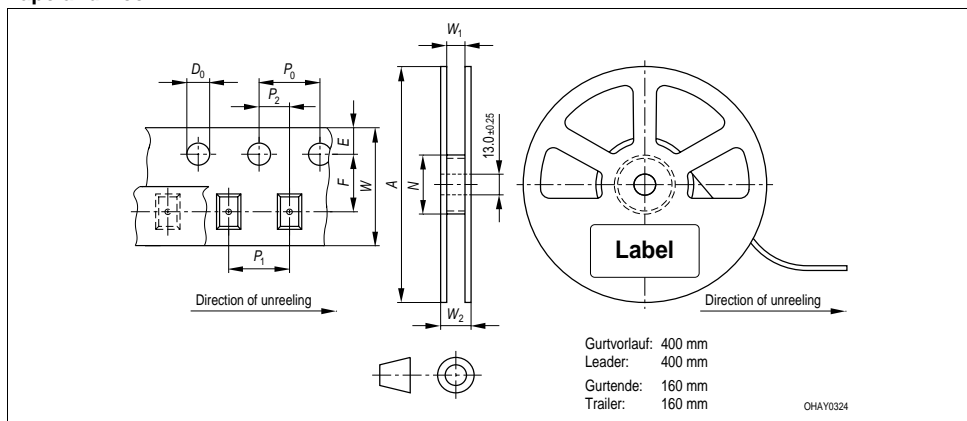 D0
P0
P2
E
F
W
P1
Direction of unreeling
W1
A
N
13.0 ±0.25
W2
Label
Direction of unreeling
Gurtvorlauf: 400 mm
Leader: 400 mm
Gurtende: 160 mm
Trailer: 160 mm
OHAY0324